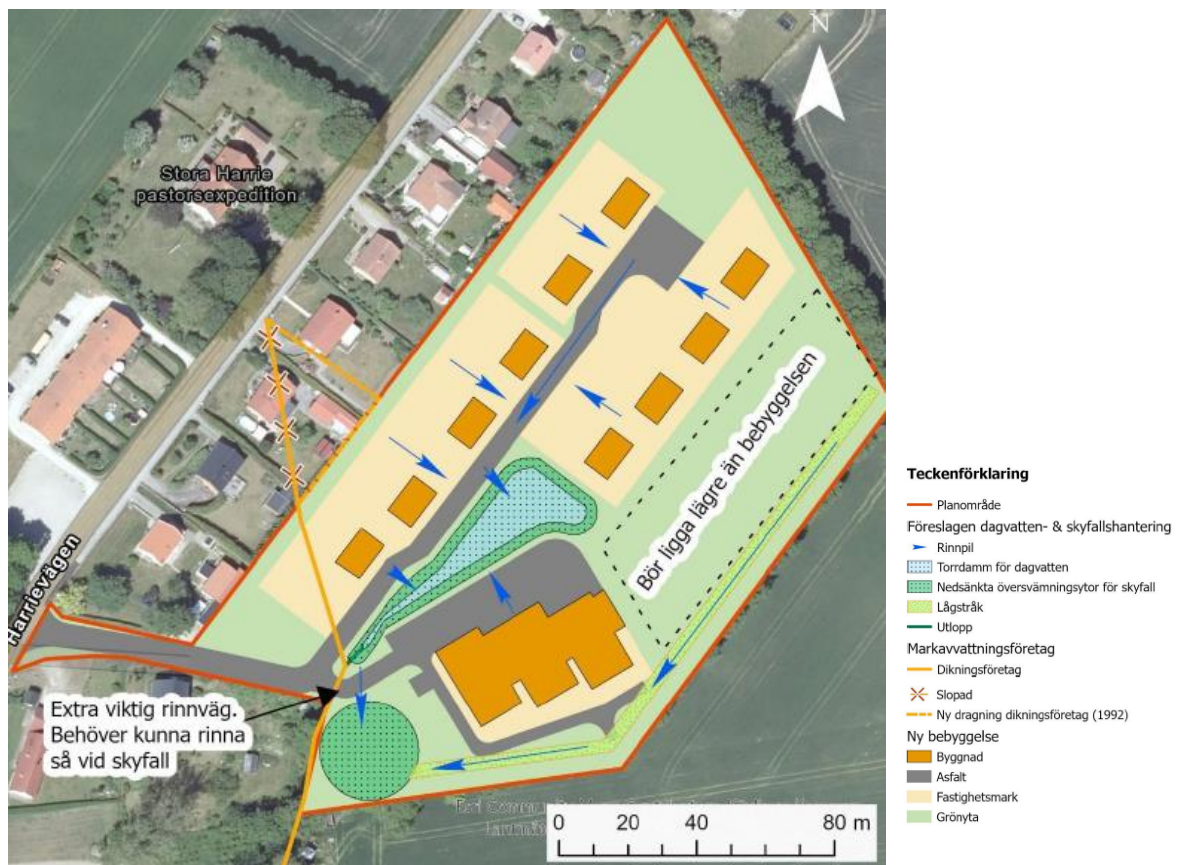 N
Stora Harrie
pastorsexpedition
Harrievägen
Bör ligga lägre än bebyggelsen
Extra viktig rinnväg.
Behöver kunna rinna
så vid skyfall
0 20 40 80 m
Teckenförklaring
Planområde
Föreslagen dagvatten- & skyfallshantering
Rinnpil
Torrdamm för dagvatten
Nedsänkta översvämningsytor för skyfall
Lågstråk
Utlopp
Markavvattningsföretag
Dikningsföretag
Slopad
Ny dragning dikningsföretag (1992)
Ny bebyggelse
Byggnad
Asfalt
Fastighetsmark
Grönyta